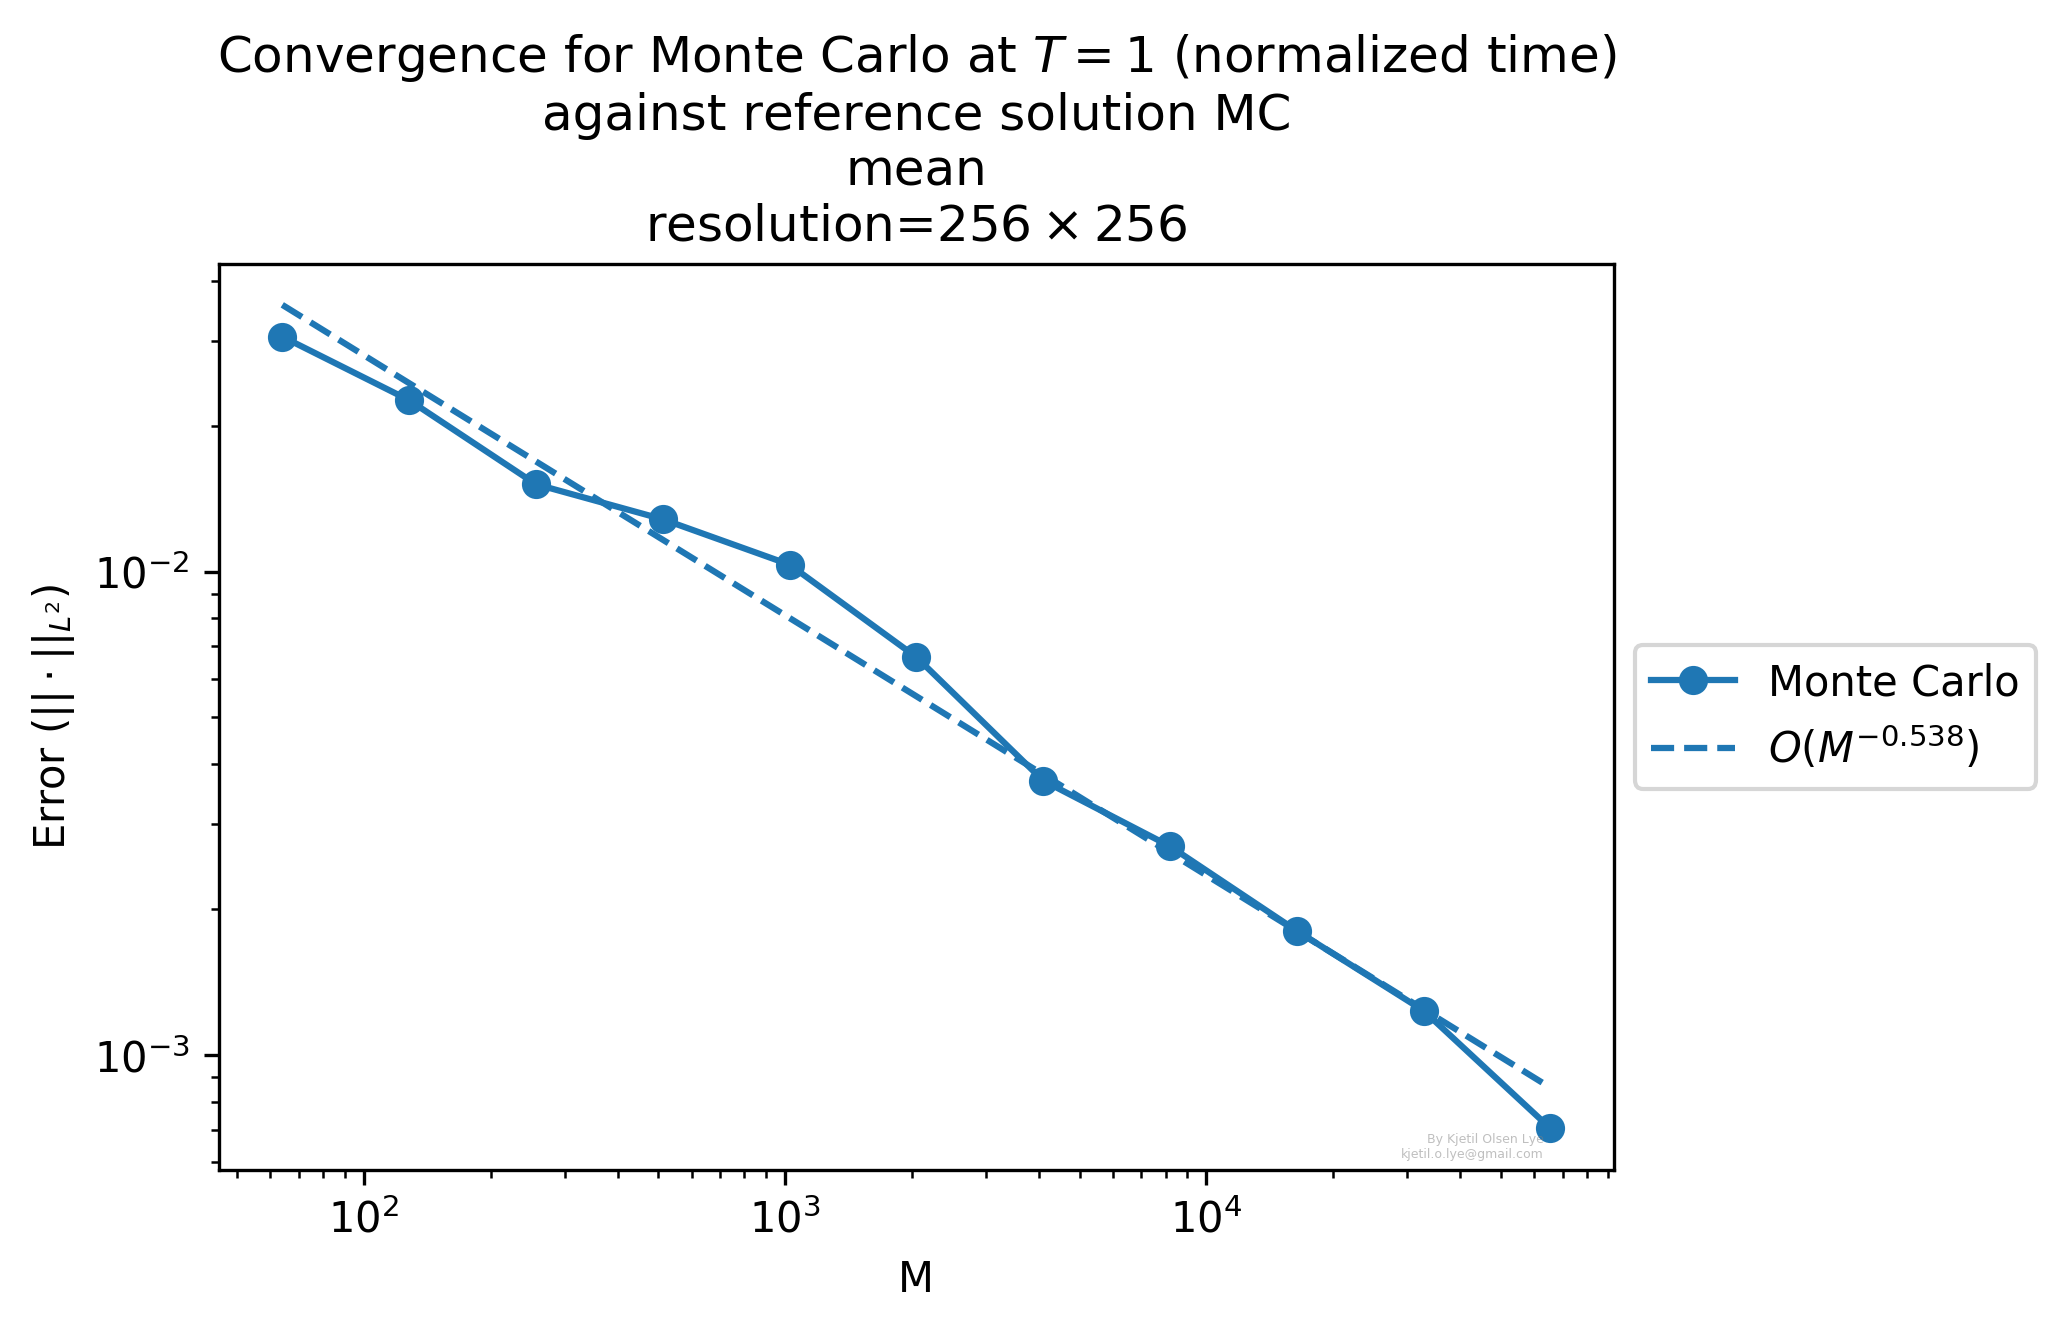 Convergence for Monte Carlo at $T = 1$ (normalized time)
against reference solution MC
mean
resolution=$256 \times 256$
Error ($||\cdot||_{L^2}$)
$10^{-2}$
$10^{-3}$
$10^2$
$10^3$
$10^4$
M
Monte Carlo
$O(M^{-0.538})$
By Kjetil Olsen Lye
kjetil.o.lye@gmail.com